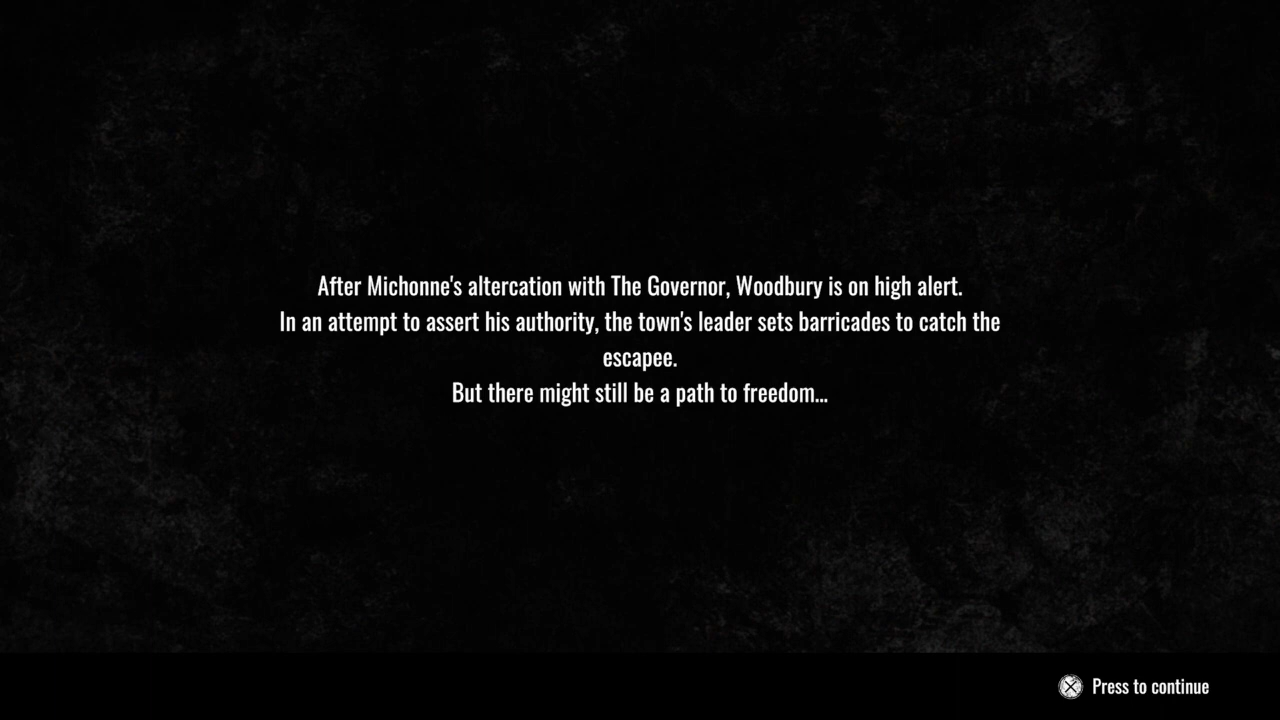 After Michonne's altercation with The Governor, Woodbury is on high alert.
In an attempt to assert his authority, the town's leader sets barricades to catch the
escapee.
But there might still be a path to freedom...
Press to continue